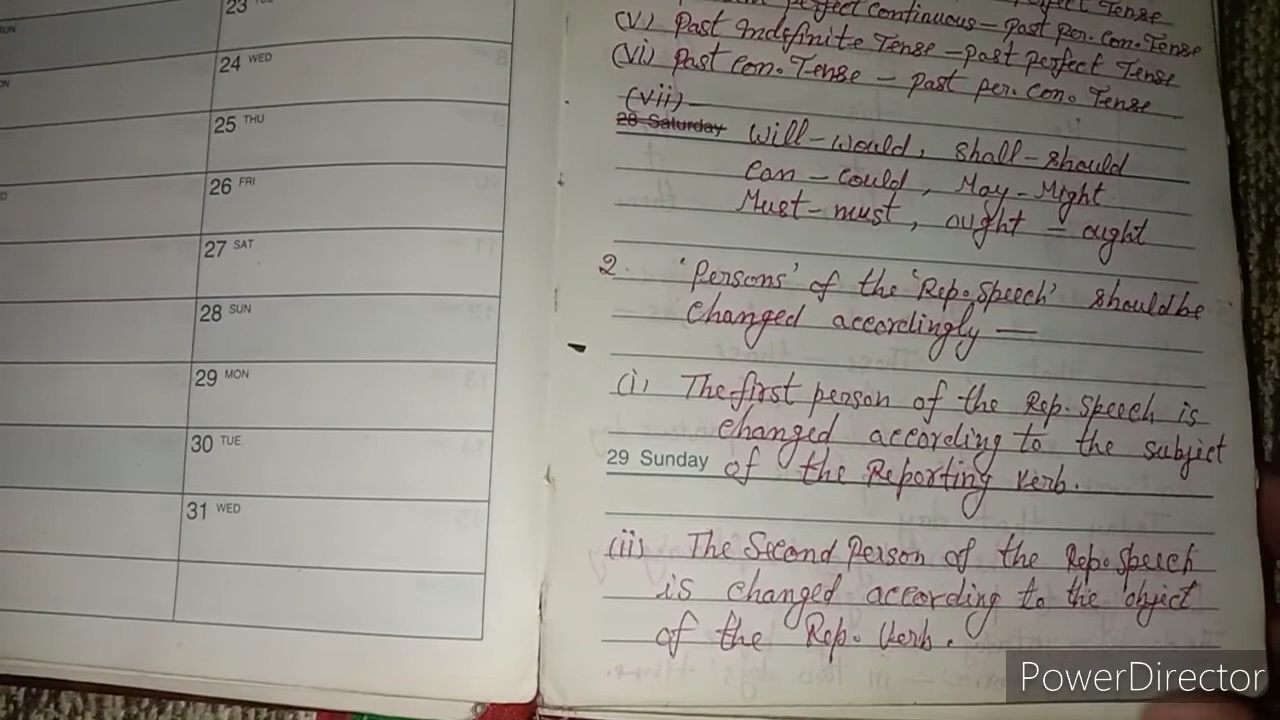 23
SUN
24 WED
25 THU
26 FRI
27 SAT
28 SUN
29 MON
30 TUE
31 WED
perfect continuous – Past per. con. Tense
(v) Past Indefinite Tense – past perfect Tense
(vi) Past con. Tense – past per. con. Tense
(vii)
28 Saturday will – would, shall – should
can – could, May – Might
Must – must, ought – ought
2. 'Persons' of the 'Rep. Speech' should be
changed accordingly —
(i) The first person of the Rep. Speech is
changed according to the subject
29 Sunday of the Reporting verb.
(ii) The Second Person of the Rep. Speech
is changed according to the object
of the Rep. Verb.
PowerDirector